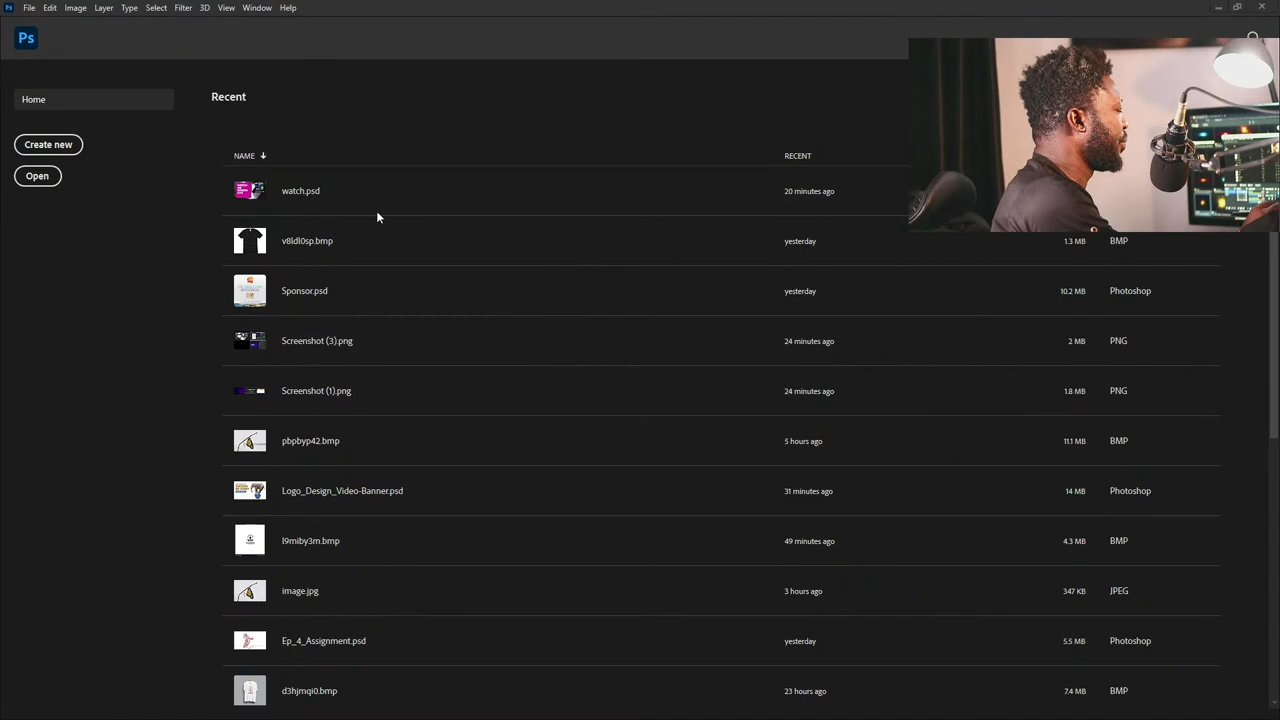 File Edit Image Layer Type Select Filter 3D View Window Help
Ps
Home
Recent
Create new
Open
NAME RECENT
watch.psd 20 minutes ago
v8ldl0sp.bmp yesterday 1.3 MB BMP
Sponsor.psd yesterday 10.2 MB Photoshop
Screenshot (3).png 24 minutes ago 2 MB PNG
Screenshot (1).png 24 minutes ago 1.8 MB PNG
pbpbyp42.bmp 5 hours ago 11.1 MB BMP
Logo_Design_Video-Banner.psd 31 minutes ago 14 MB Photoshop
l9miby3m.bmp 49 minutes ago 4.3 MB BMP
image.jpg 3 hours ago 347 KB JPEG
Ep_4_Assignment.psd yesterday 5.5 MB Photoshop
d3hjmqi0.bmp 23 hours ago 7.4 MB BMP